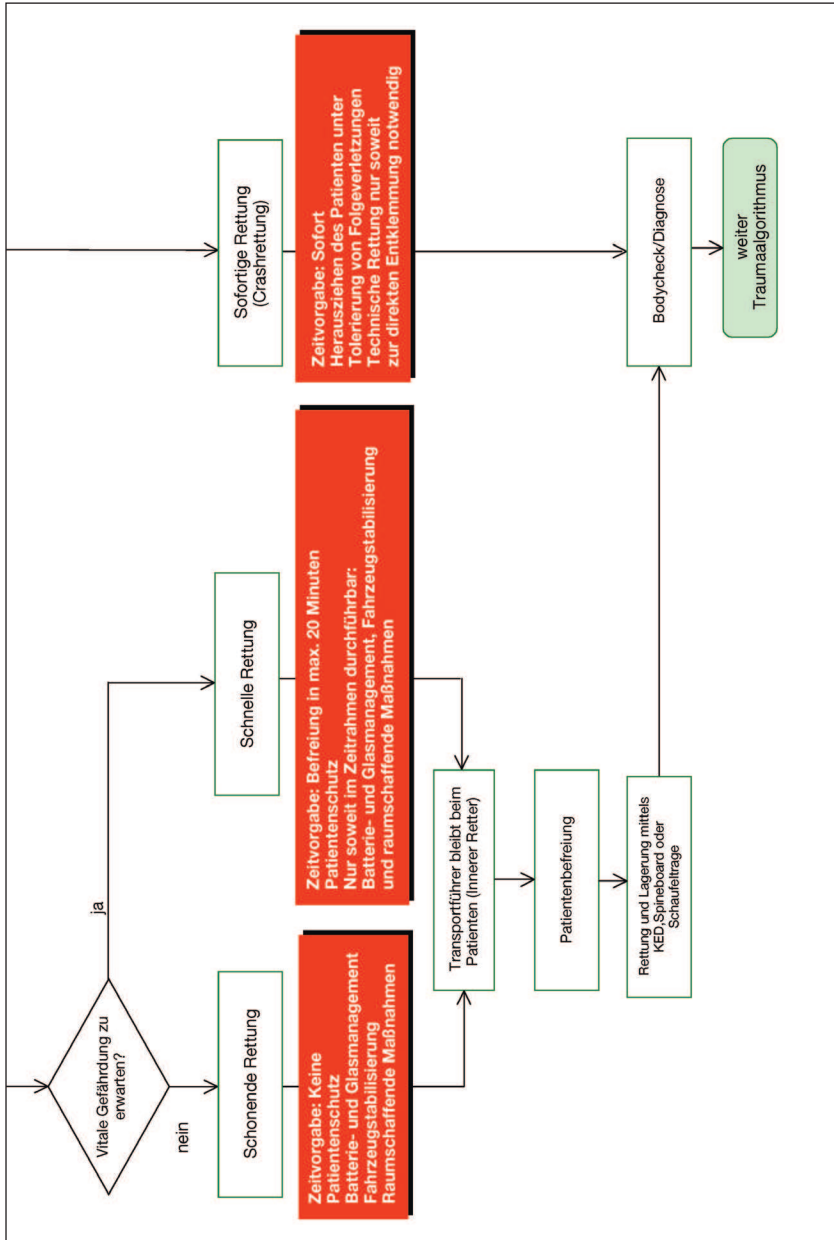 Vitale Gefährdung zu
erwarten?
nein
ja
Schonende Rettung
Schnelle Rettung
Sofortige Rettung
(Crashrettung)
Zeitvorgabe: Keine
Patientenschutz
Batterie- und Glasmanagement
Fahrzeugstabilisierung
Raumschaffende Maßnahmen
Zeitvorgabe: Befreiung in max. 20 Minuten
Patientenschutz
Nur soweit im Zeitrahmen durchführbar:
Batterie- und Glasmanagement, Fahrzeugstabilisierung
und raumschaffende Maßnahmen
Zeitvorgabe: Sofort
Herausziehen des Patienten unter
Tolerierung von Folgeverletzungen
Technische Rettung nur soweit
zur direkten Entklemmung notwendig
Transportführer bleibt beim
Patienten (Innerer Retter)
Patientenbefreiung
Rettung und Lagerung mittels
KED,Spineboard oder
Schaufeltrage
Bodycheck/Diagnose
weiter
Traumaalgorithmus